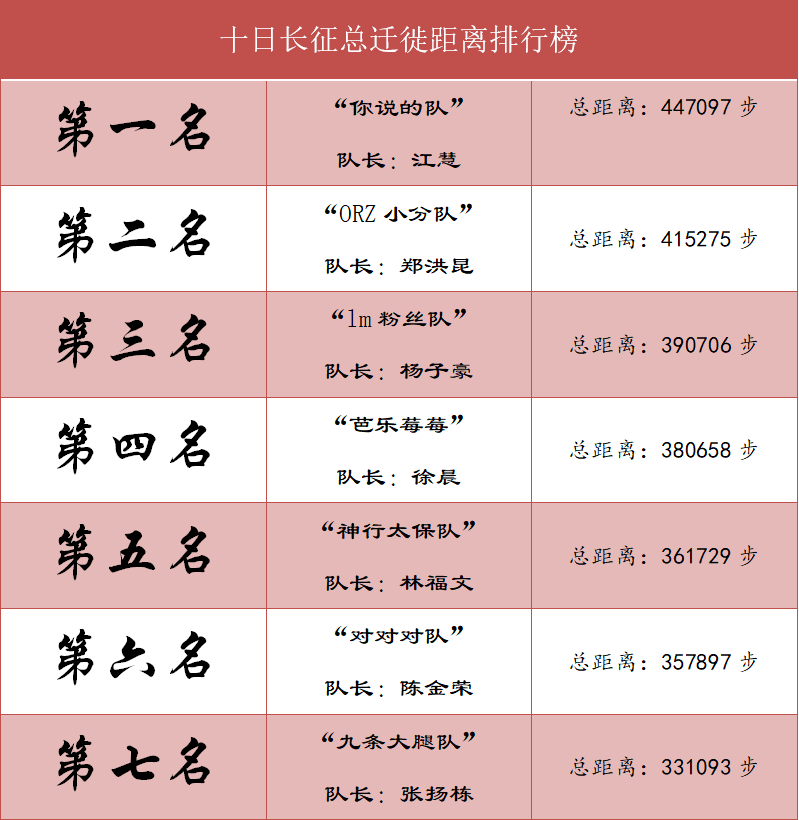 十日长征总迁徙距离排行榜
第一名
“你说的队”
队长：江慧
总距离：447097 步
第二名
“ORZ 小分队”
队长：郑洪昆
总距离：415275 步
第三名
“lm 粉丝队”
队长：杨子豪
总距离：390706 步
第四名
“芭乐莓莓”
队长：徐晨
总距离：380658 步
第五名
“神行太保队”
队长：林福文
总距离：361729 步
第六名
“对对对队”
队长：陈金荣
总距离：357897 步
第七名
“九条大腿队”
队长：张扬栋
总距离：331093 步